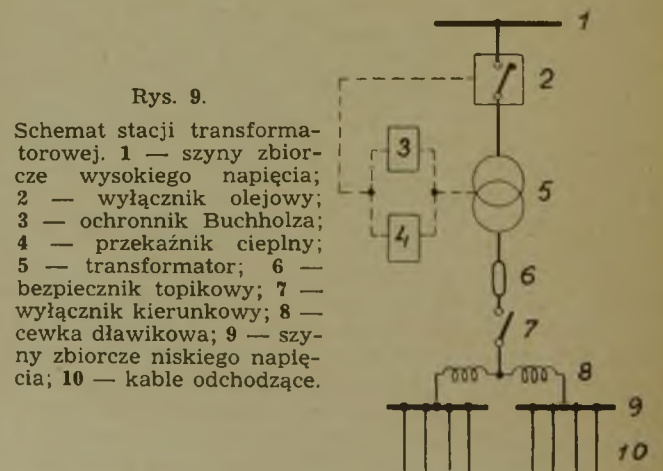 Rys. 9.
Schemat stacji transforma-
torowej. 1 — szyny zbior-
cze wysokiego napięcia;
2 — wyłącznik olejowy;
3 — ochronnik Buchholza;
4 — przekaźnik cieplny;
5 — transformator; 6 —
bezpiecznik topikowy; 7 —
wyłącznik kierunkowy; 8 —
cewka dławikowa; 9 — szy-
ny zbiorcze niskiego napię-
cia; 10 — kable odchodzące.
1
2
3
4
5
6
7
8
9
10